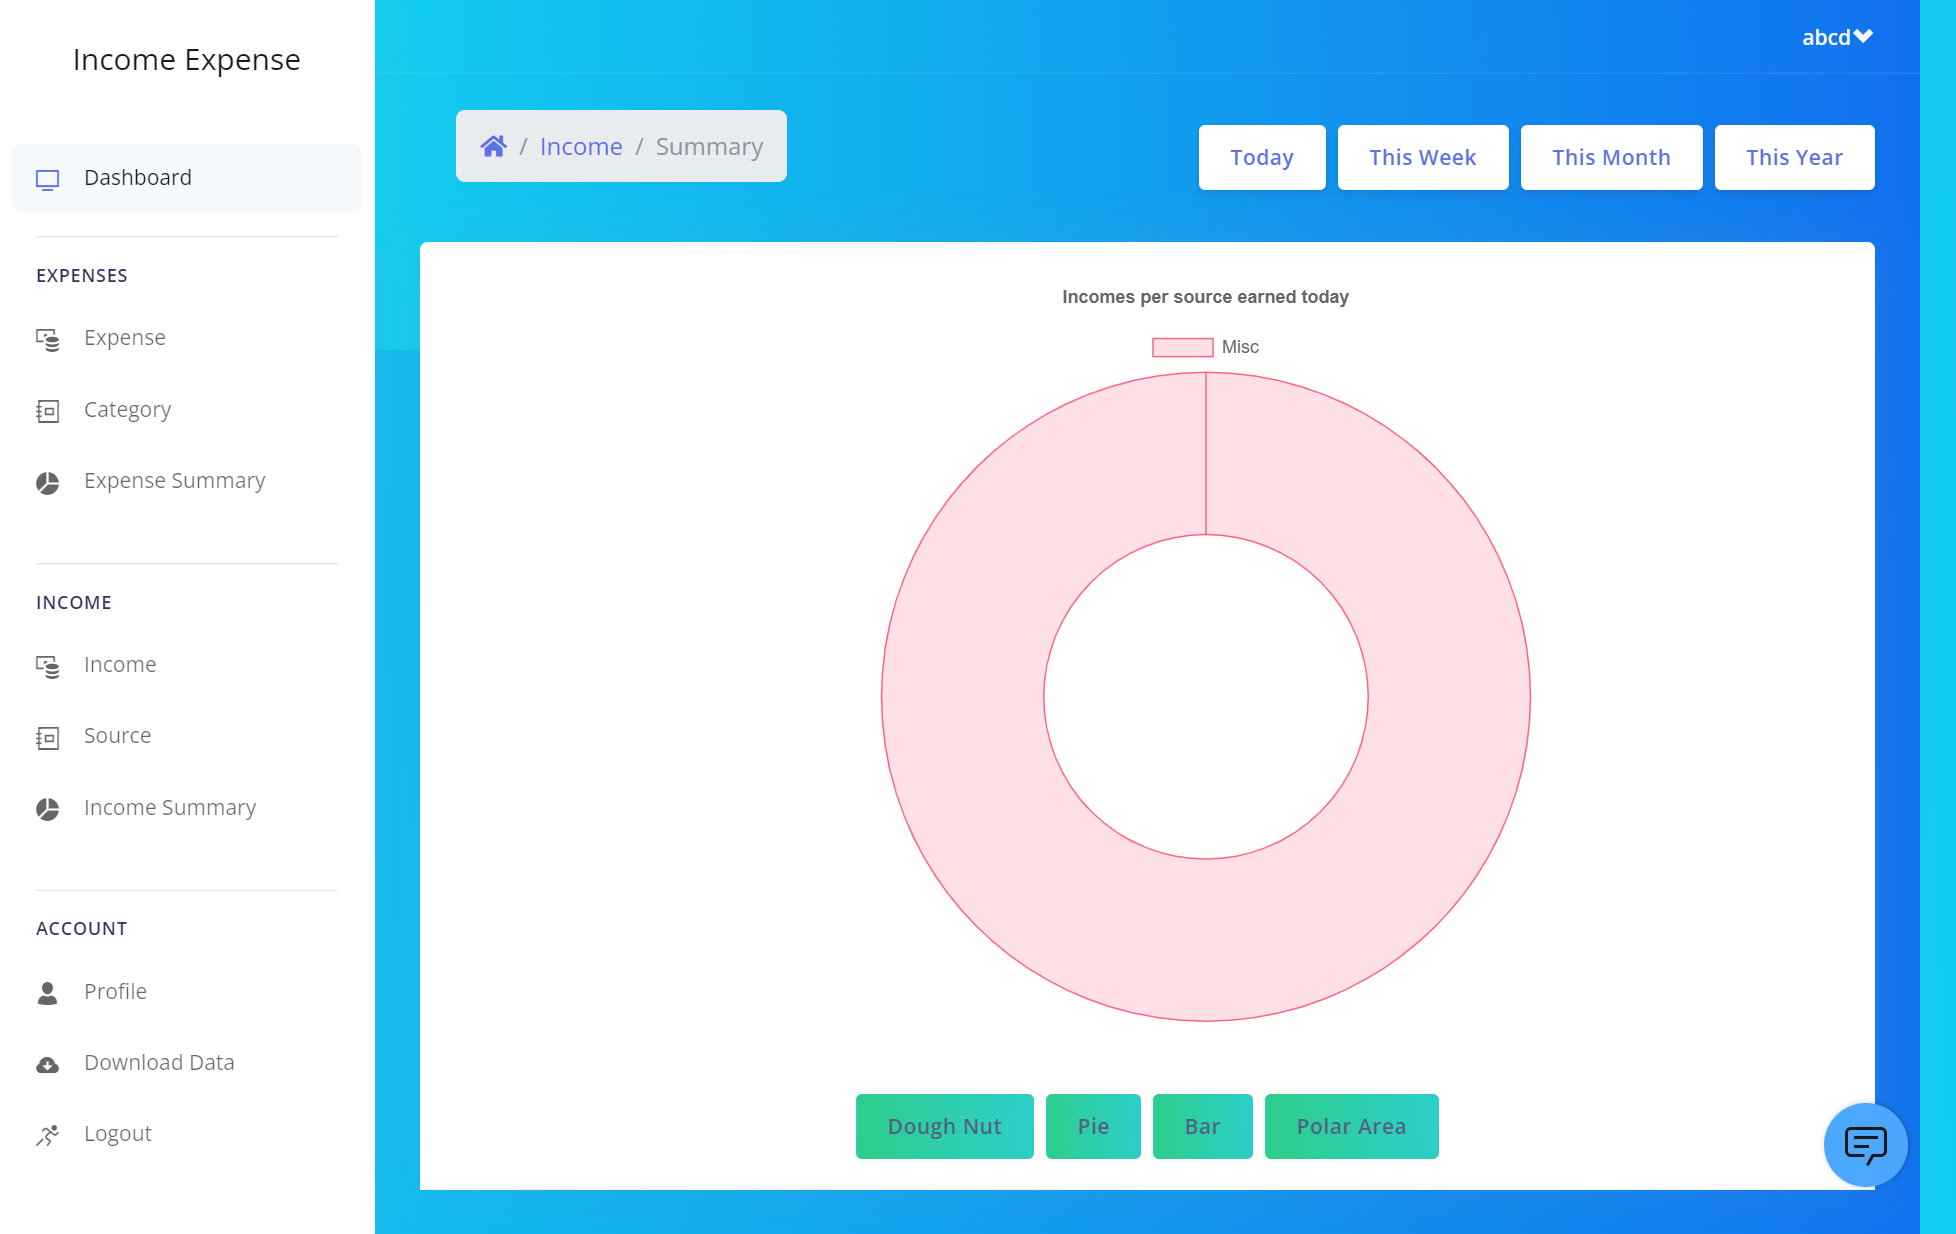 Income Expense
Dashboard
EXPENSES
Expense
Category
Expense Summary
INCOME
Income
Source
Income Summary
ACCOUNT
Profile
Download Data
Logout
abcd
/ Income / Summary
Today
This Week
This Month
This Year
Incomes per source earned today
Misc
Dough Nut
Pie
Bar
Polar Area